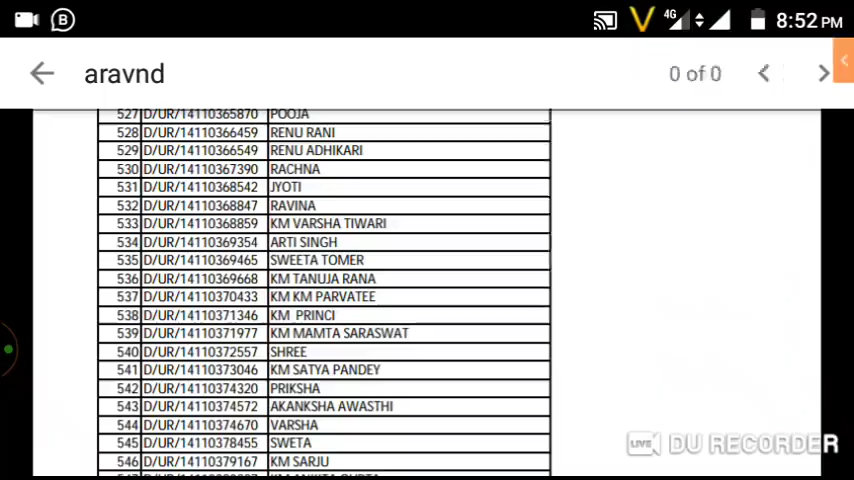 B 4G 8:52 PM
aravnd 0 of 0
527 D/UR/14110365870 POOJA
528 D/UR/14110366459 RENU RANI
529 D/UR/14110366549 RENU ADHIKARI
530 D/UR/14110367390 RACHNA
531 D/UR/14110368542 JYOTI
532 D/UR/14110368847 RAVINA
533 D/UR/14110368859 KM VARSHA TIWARI
534 D/UR/14110369354 ARTI SINGH
535 D/UR/14110369465 SWEETA TOMER
536 D/UR/14110369668 KM TANUJA RANA
537 D/UR/14110370433 KM KM PARVATEE
538 D/UR/14110371346 KM PRINCI
539 D/UR/14110371977 KM MAMTA SARASWAT
540 D/UR/14110372557 SHREE
541 D/UR/14110373046 KM SATYA PANDEY
542 D/UR/14110374320 PRIKSHA
543 D/UR/14110374572 AKANKSHA AWASTHI
544 D/UR/14110374670 VARSHA
545 D/UR/14110378455 SWETA
546 D/UR/14110379167 KM SARJU
LIVE DU RECORDER